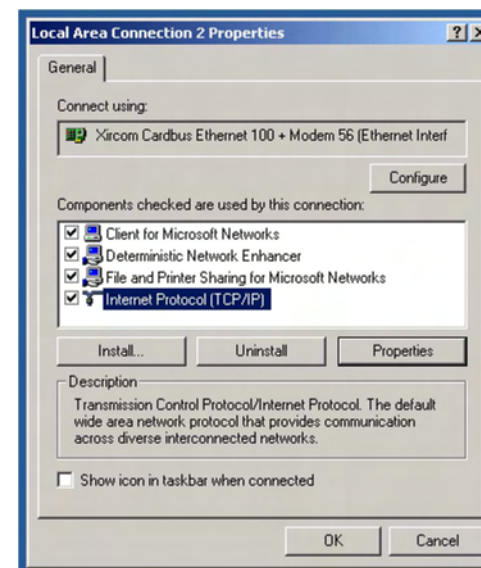 Local Area Connection 2 Properties
General
Connect using:
Xircom Cardbus Ethernet 100 + Modem 56 (Ethernet Interf
Configure
Components checked are used by this connection:
Client for Microsoft Networks
Deterministic Network Enhancer
File and Printer Sharing for Microsoft Networks
Internet Protocol (TCP/IP)
Install... Uninstall Properties
Description
Transmission Control Protocol/Internet Protocol. The default
wide area network protocol that provides communication
across diverse interconnected networks.
Show icon in taskbar when connected
OK Cancel